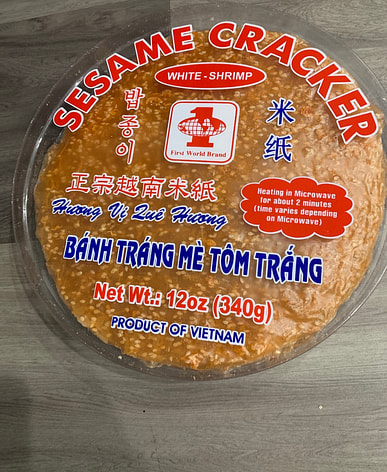 SESAME CRACKER
WHITE - SHRIMP
밥
종
이
First World Brand
米
纸
正宗越南米紙
Hương Vị Quê Hương
Heating in Microwave
for about 2 minutes
(time varies depending
on Microwave)
BÁNH TRÁNG MÈ TÔM TRẮNG
Net Wt.: 12oz (340g)
PRODUCT OF VIETNAM